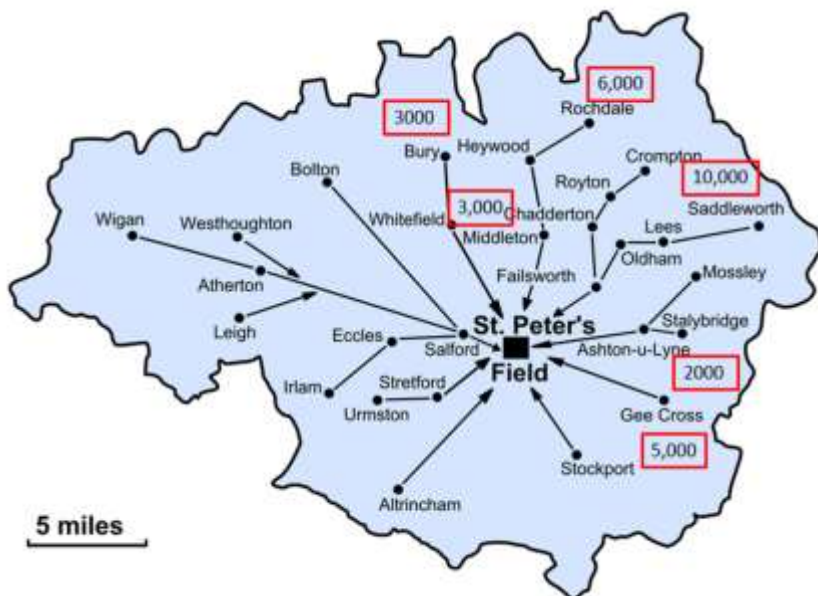 6,000
Rochdale
3000
Bury
Heywood
Crompton
Bolton
Royton
10,000
Saddleworth
Wigan
Westhoughton
Whitefield
3,000
Chadderton
Middleton
Lees
Oldham
Mossley
Atherton
Failsworth
Leigh
Eccles
Salford
St. Peter's
Field
Ashton-u-Lyne
Stalybridge
Irlam
Stretford
Urmston
2000
Gee Cross
Stockport
5,000
Altrincham
5 miles